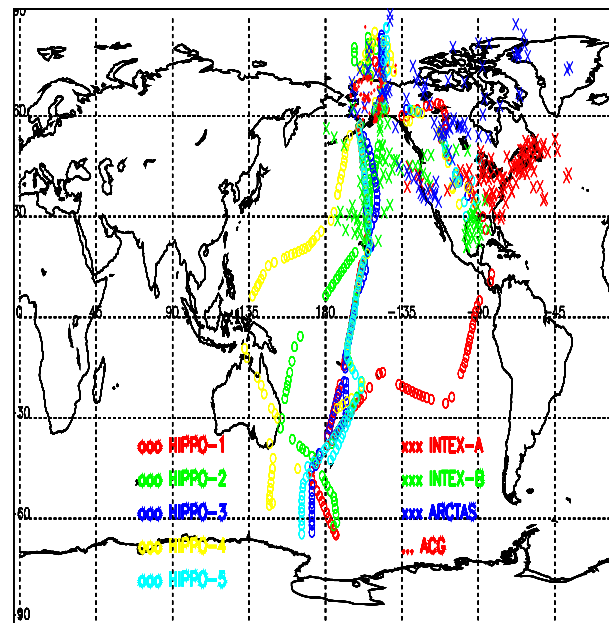 90
60
30
0 45 90 135 180 -135 -90 -45
-30
ooo HIPPO-1 xxx INTEX-A
ooo HIPPO-2 xxx INTEX-B
ooo HIPPO-3 xxx ARCTAS
-60
ooo HIPPO-4 ... ACG
ooo HIPPO-5
-90